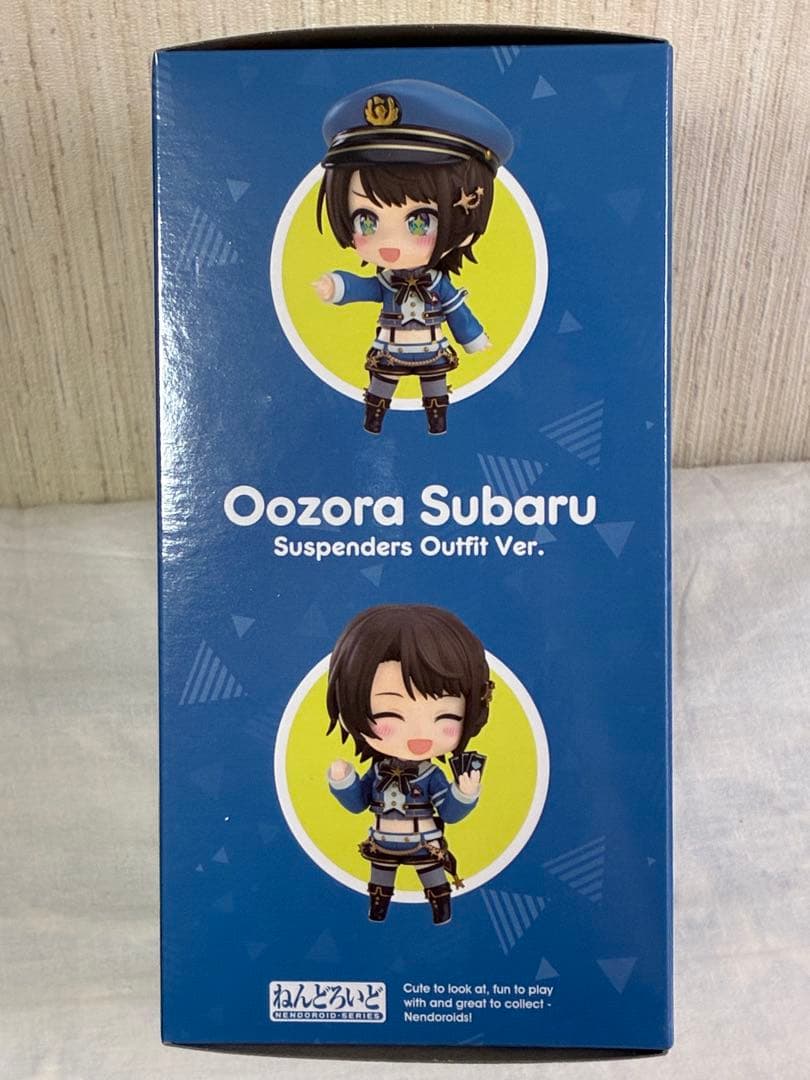 Oozora Subaru
Suspenders Outfit Ver.
ねんどろいど
NENDOROID-SERIES
Cute to look at, fun to play
with and great to collect -
Nendoroids!